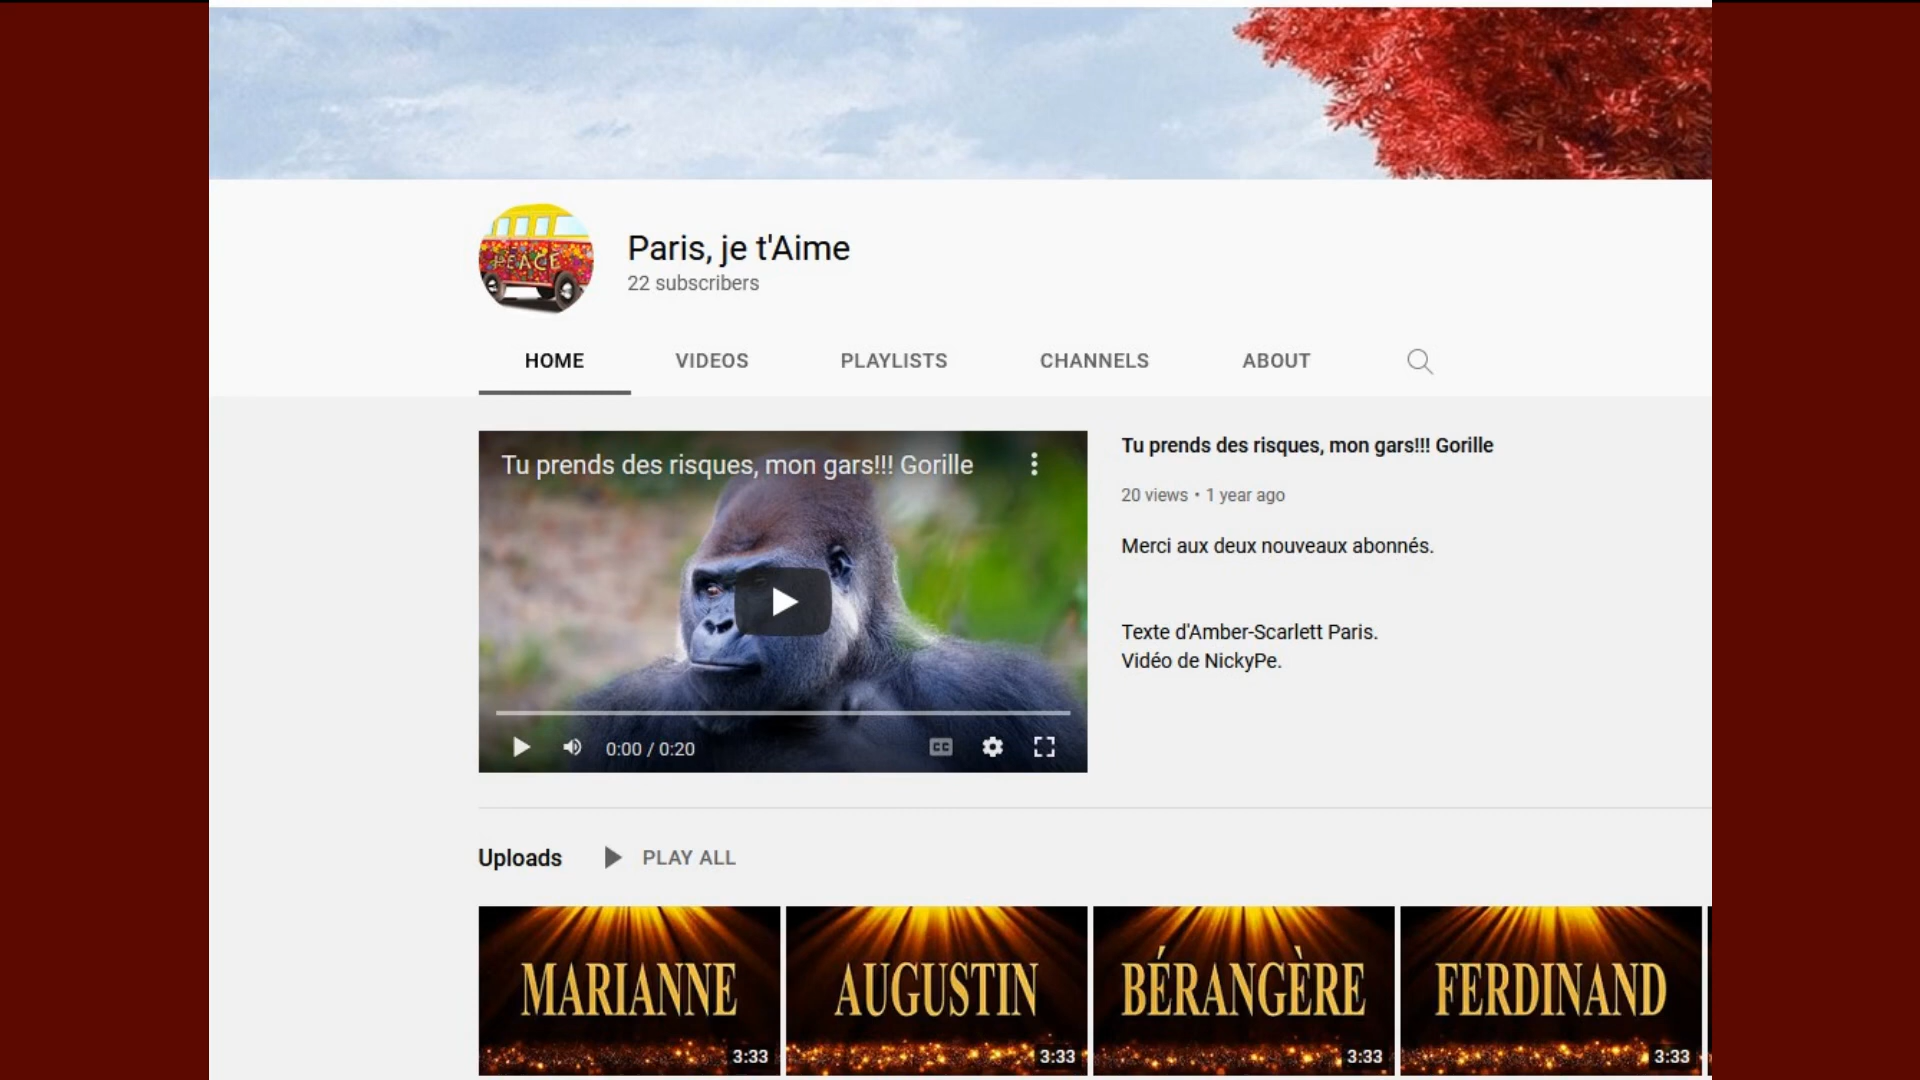 PEACE
Paris, je t'Aime
22 subscribers
HOME VIDEOS PLAYLISTS CHANNELS ABOUT
Tu prends des risques, mon gars!!! Gorille
0:00 / 0:20
CC
Tu prends des risques, mon gars!!! Gorille
20 views • 1 year ago
Merci aux deux nouveaux abonnés.
Texte d'Amber-Scarlett Paris.
Vidéo de NickyPe.
Uploads PLAY ALL
MARIANNE
3:33
AUGUSTIN
3:33
BÉRANGÈRE
3:33
FERDINAND
3:33